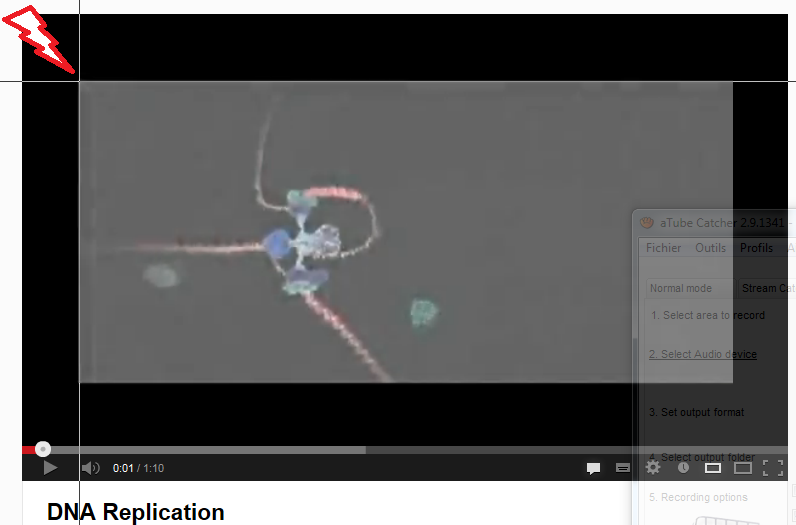 aTube Catcher 2.9.1341 -
Fichier Outils Profils A
Normal mode Stream Cat
1. Select area to record
2. Select Audio device
3. Set output format
4. Select output folder
0:01 / 1:10
5. Recording options
DNA Replication